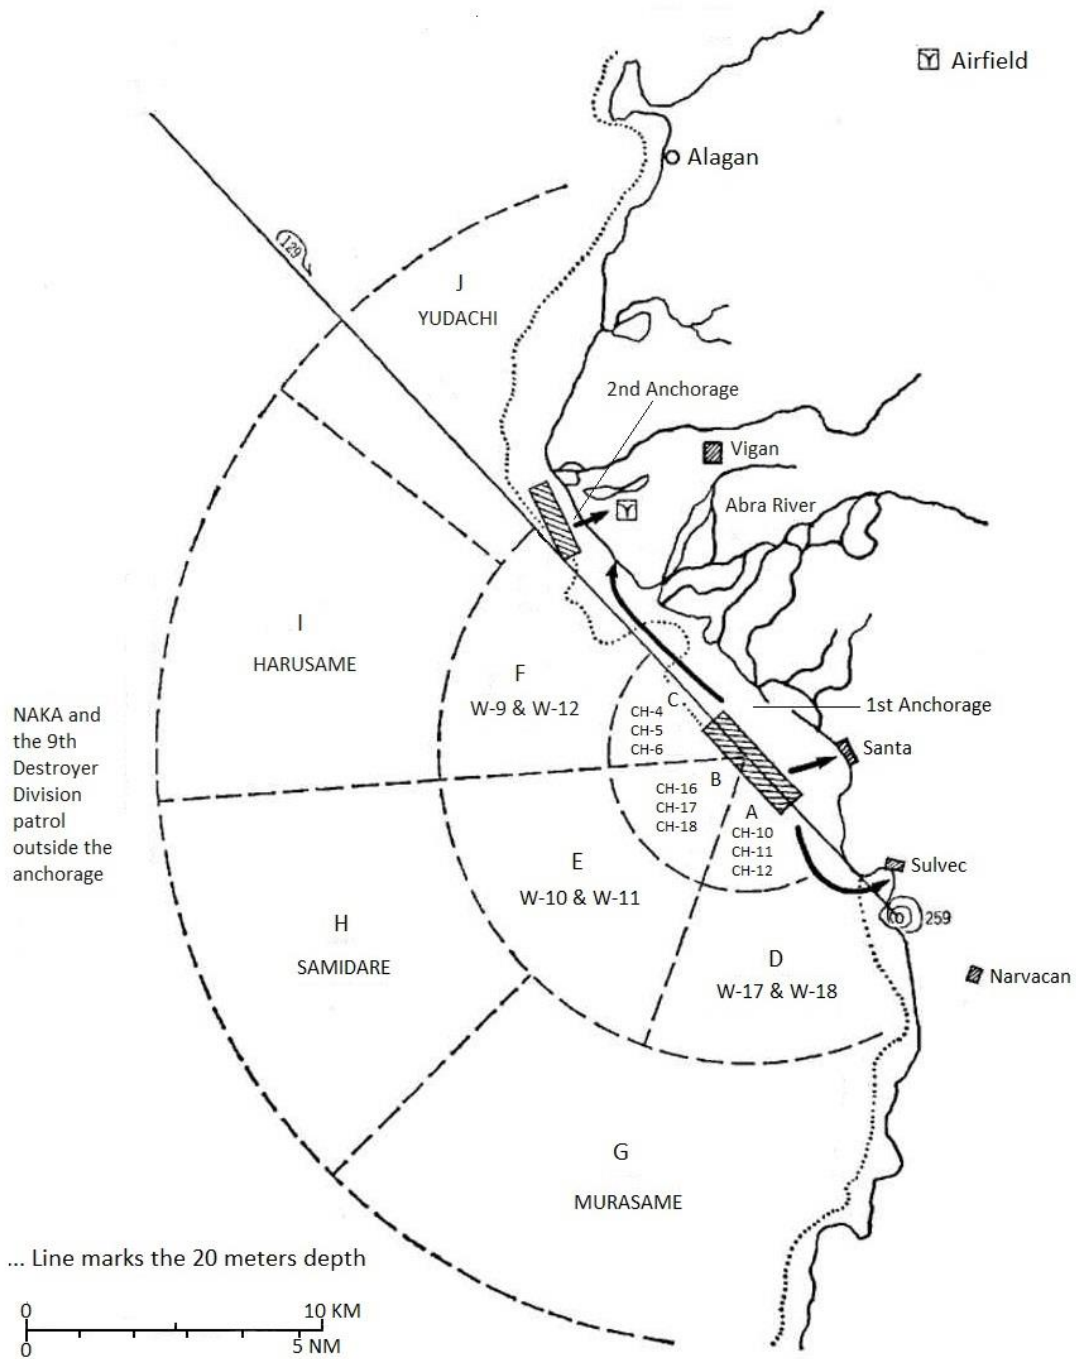 Airfield
Alagan
129
J
YUDACHI
2nd Anchorage
Vigan
Abra River
I
HARUSAME
F
W-9 & W-12
C
CH-4
CH-5
CH-6
1st Anchorage
Santa
NAKA and
the 9th
Destroyer
Division
patrol
outside the
anchorage
B
CH-16
CH-17
CH-18
A
CH-10
CH-11
CH-12
E
W-10 & W-11
Sulvec
259
H
SAMIDARE
D
W-17 & W-18
Narvacan
G
MURASAME
... Line marks the 20 meters depth
0 10 KM
0 5 NM